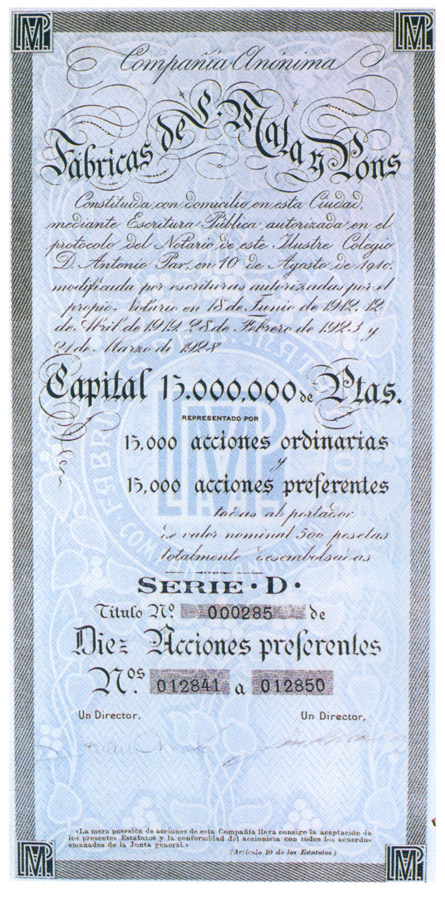 Compañía Anónima
Fábricas de L. Mata y Pons
Constituida, con domicilio, en esta Ciudad,
mediante Escritura Pública, autorizada en el
protocolo del Notario, de este Ilustre Colegio
D. Antonio Par, en 10 de Agosto de 1910,
modificada por escrituras autorizadas por el
propio Notario en 18 de Junio de 1912, 12
de Abril de 1919, 28 de Febrero de 1923 y
21 de Marzo de 1928
Capital 15.000.000 de Ptas.
REPRESENTADO POR
15,000 acciones ordinarias
y
15,000 acciones preferentes
todas al portador
de valor nominal 500 pesetas
totalmente desembolsadas
SERIE·D·
Título Nº 000285 de
Diez Acciones preferentes
Nos 012841 a 012850
Un Director, Un Director,
«La mera posesión de acciones de esta Compañía lleva consigo la aceptación de
los presentes Estatutos y la conformidad del accionista con todos los acuerdos
emanados de la Junta general.»
(Artículo 10 de los Estatutos)